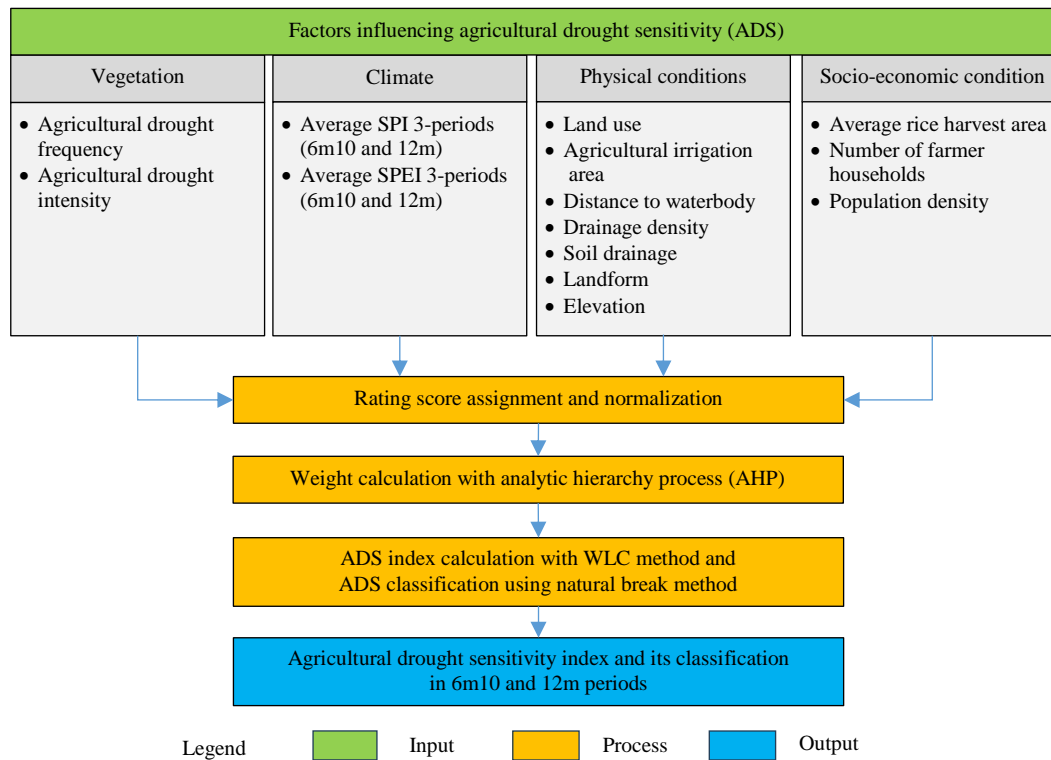 Factors influencing agricultural drought sensitivity (ADS)
Vegetation
• Agricultural drought
frequency
• Agricultural drought
intensity
Climate
• Average SPI 3-periods
(6m10 and 12m)
• Average SPEI 3-periods
(6m10 and 12m)
Physical conditions
• Land use
• Agricultural irrigation
area
• Distance to waterbody
• Drainage density
• Soil drainage
• Landform
• Elevation
Socio-economic condition
• Average rice harvest area
• Number of farmer
households
• Population density
Rating score assignment and normalization
Weight calculation with analytic hierarchy process (AHP)
ADS index calculation with WLC method and
ADS classification using natural break method
Agricultural drought sensitivity index and its classification
in 6m10 and 12m periods
Legend
Input
Process
Output